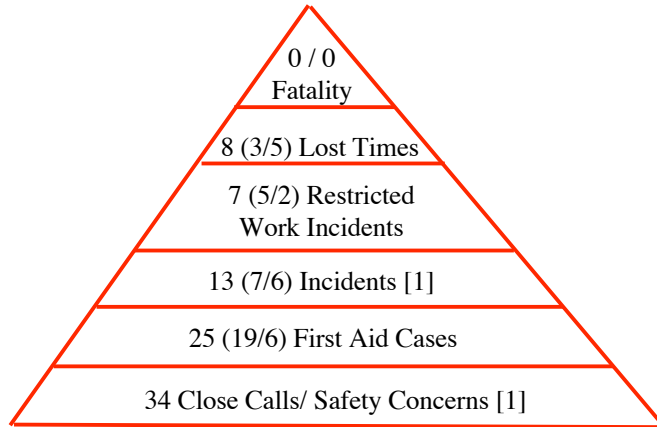 0 / 0
Fatality
8 (3/5) Lost Times
7 (5/2) Restricted
Work Incidents
13 (7/6) Incidents [1]
25 (19/6) First Aid Cases
34 Close Calls/ Safety Concerns [1]